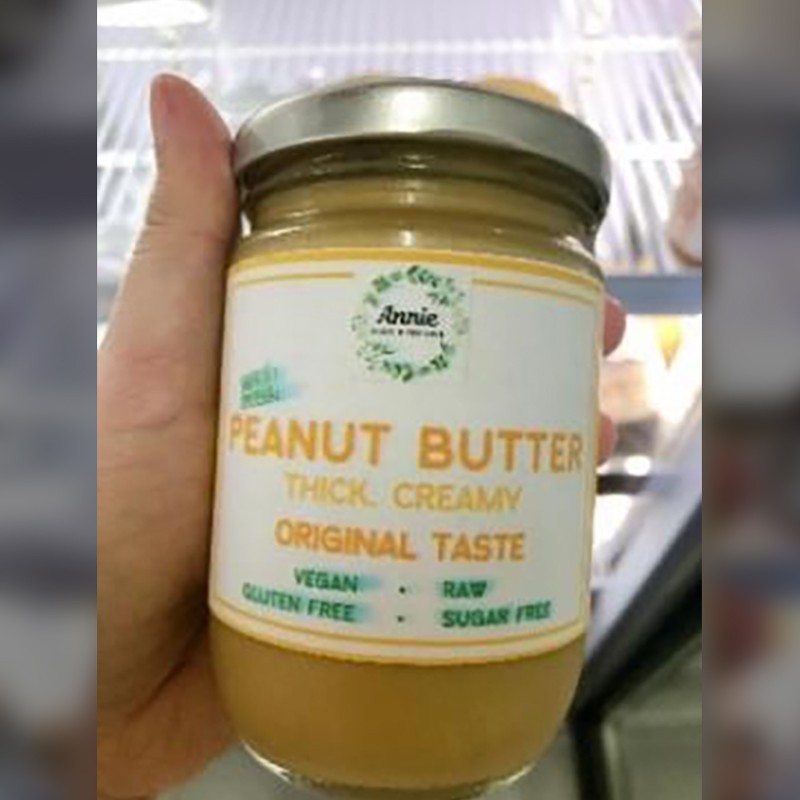 Annie
PEANUT BUTTER
THICK. CREAMY
ORIGINAL TASTE
VEGAN · RAW
GLUTEN FREE · SUGAR FREE